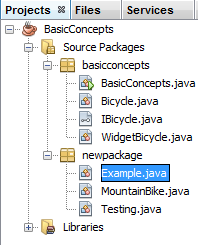 Projects Files Services
BasicConcepts
Source Packages
basicconcepts
BasicConcepts.java
Bicycle.java
IBicycle.java
WidgetBicycle.java
newpackage
Example.java
MountainBike.java
Testing.java
Libraries